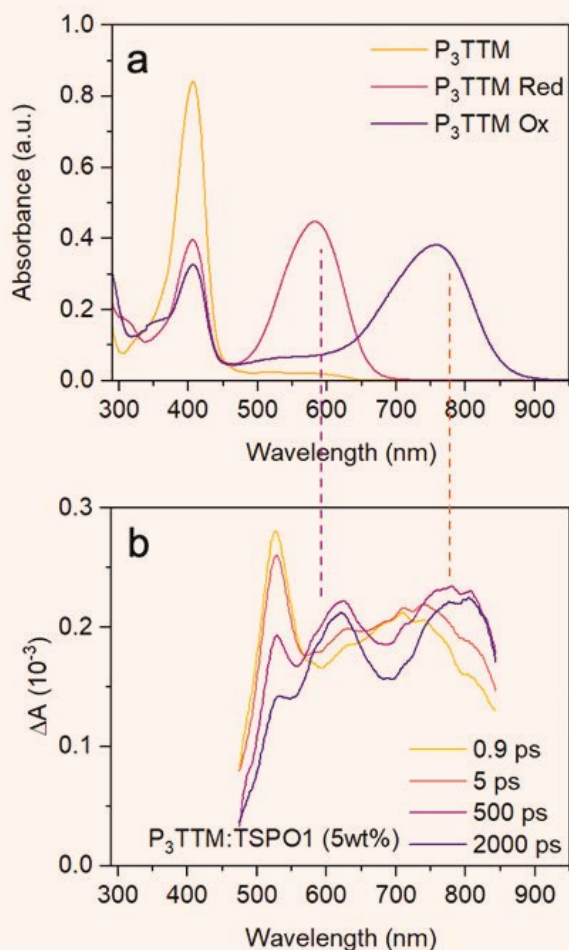 a
P₃TTM
P₃TTM Red
P₃TTM Ox
Absorbance (a.u.)
1.0
0.8
0.6
0.4
0.2
0.0
300 400 500 600 700 800 900
Wavelength (nm)
b
ΔA (10⁻³)
0.3
0.2
0.1
0.0
0.9 ps
5 ps
500 ps
2000 ps
P₃TTM:TSPO1 (5wt%)
300 400 500 600 700 800 900
Wavelength (nm)